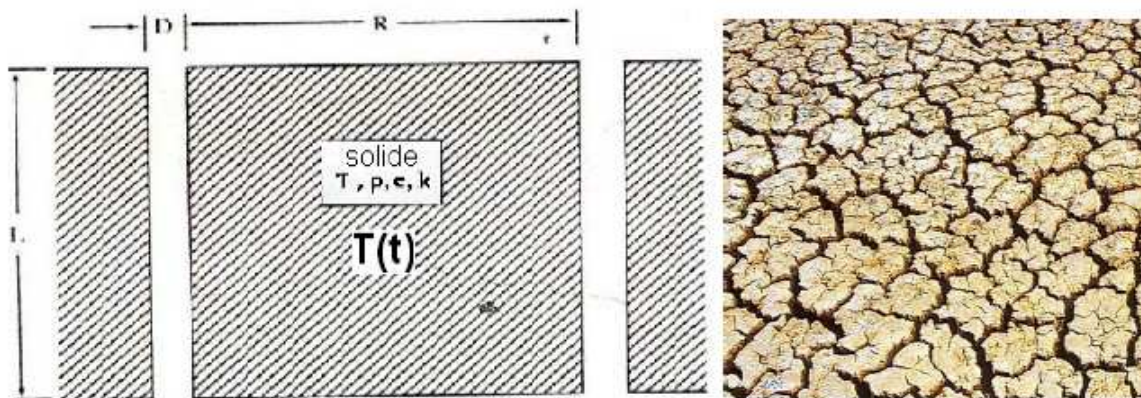 D R
L
solide
T, p, c, k
T(t)